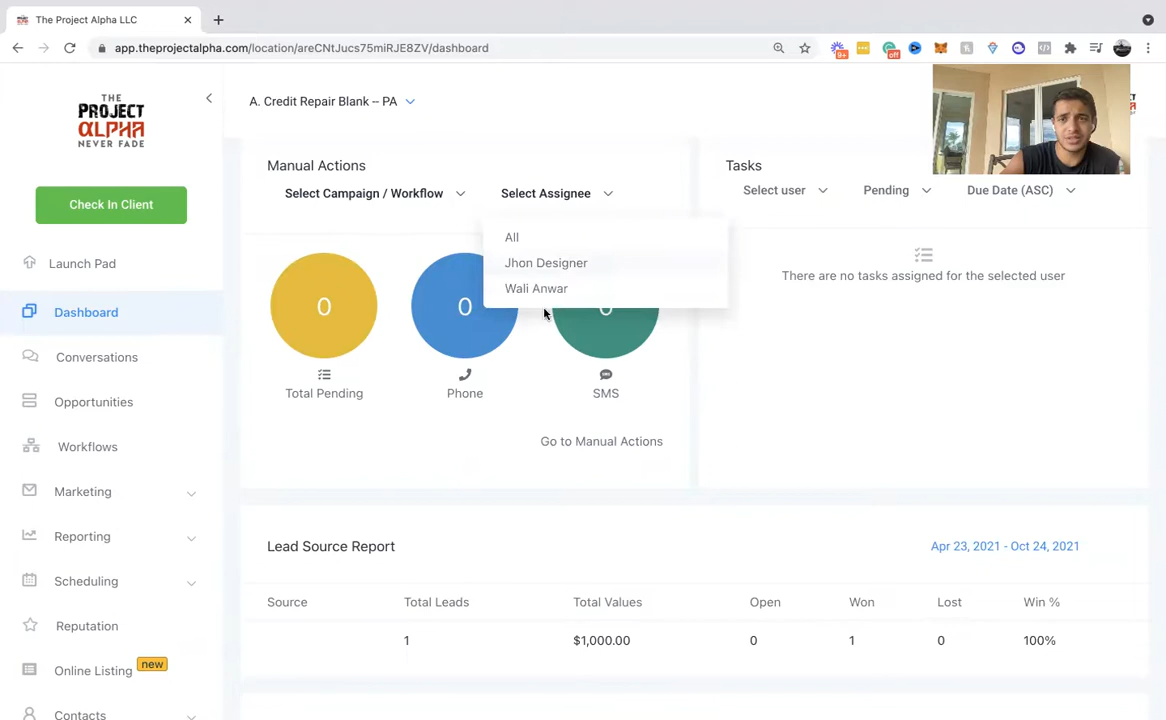 The Project Alpha LLC
app.theprojectalpha.com/location/areCNtJucs75miRJE8ZV/dashboard
9+
off
THE
PROJECT
ALPHA
NEVER FADE
Check In Client
Launch Pad
Dashboard
Conversations
Opportunities
Workflows
Marketing
Reporting
Scheduling
Reputation
Online Listing new
Contacts
A. Credit Repair Blank -- PA
Manual Actions
Select Campaign / Workflow
Select Assignee
All
Jhon Designer
Wali Anwar
0
0
0
Total Pending
Phone
SMS
Go to Manual Actions
Tasks
Select user
Pending
Due Date (ASC)
There are no tasks assigned for the selected user
Lead Source Report
Apr 23, 2021 - Oct 24, 2021
Source Total Leads Total Values Open Won Lost Win %
1 $1,000.00 0 1 0 100%